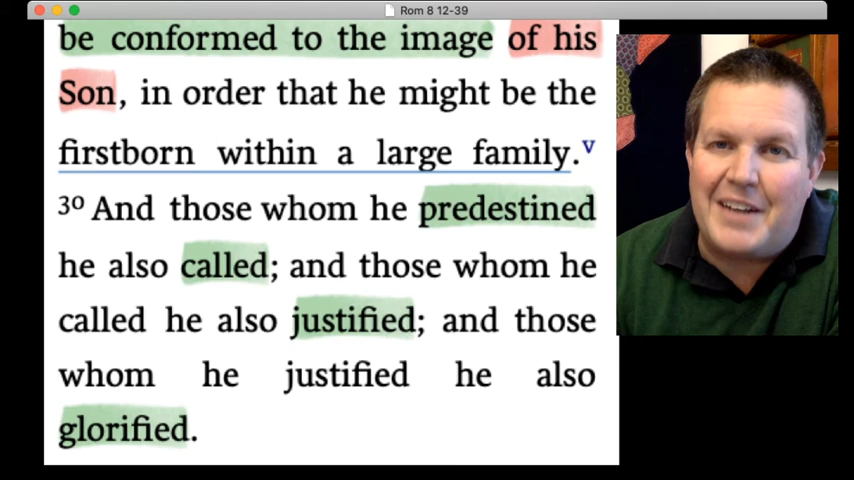 Rom 8 12-39
be conformed to the image of his
Son, in order that he might be the
firstborn within a large family.v
30 And those whom he predestined
he also called; and those whom he
called he also justified; and those
whom he justified he also
glorified.